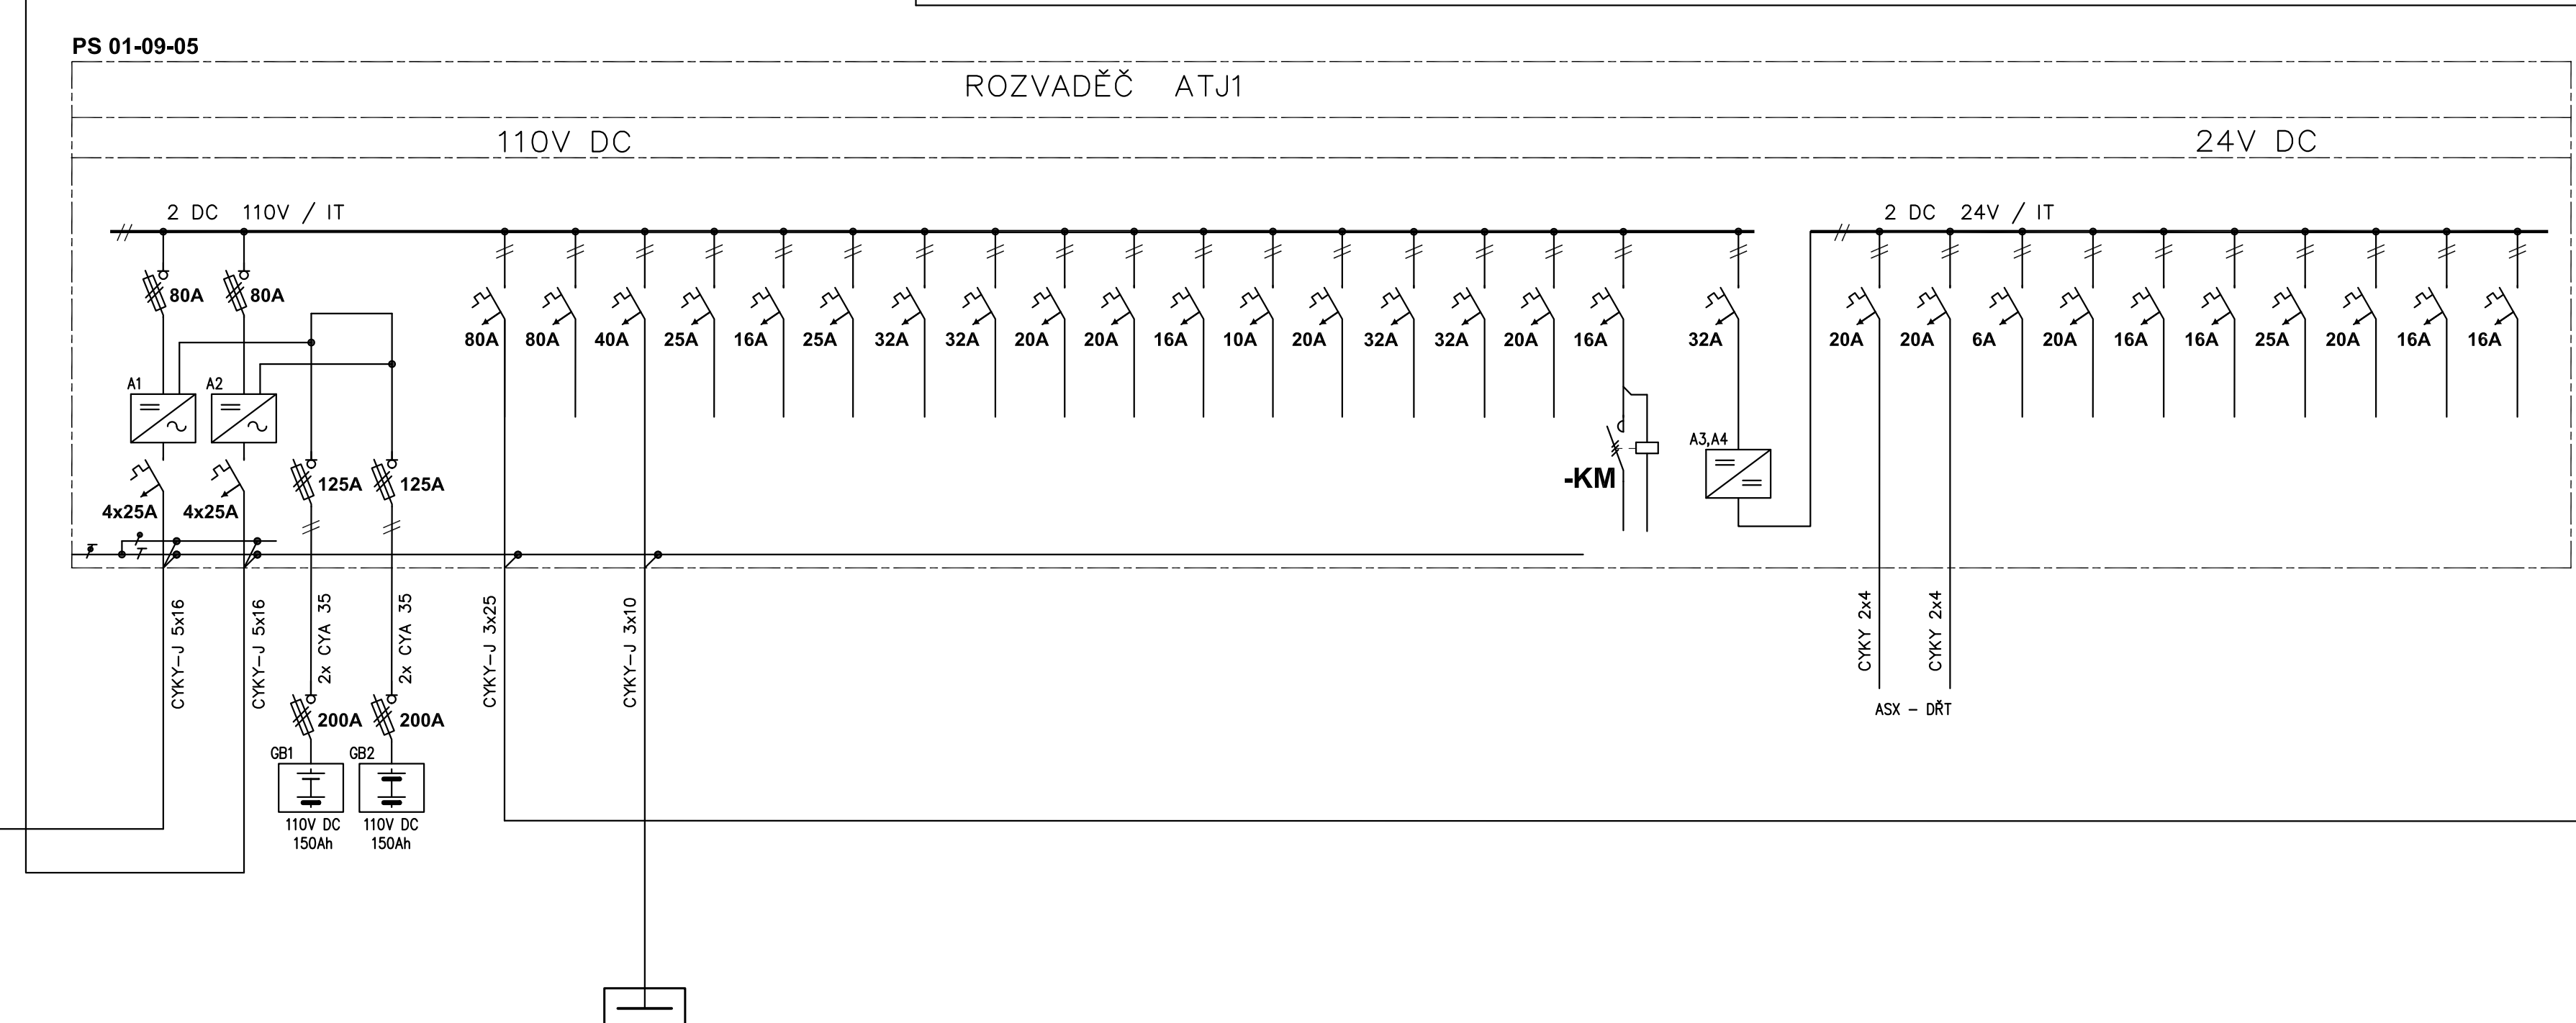 PS 01-09-05
ROZVADĚČ ATJ1
110V DC
24V DC
2 DC 110V / IT
2 DC 24V / IT
80A
80A
80A
80A
40A
25A
16A
25A
32A
32A
20A
20A
16A
10A
20A
32A
32A
20A
16A
32A
20A
20A
6A
20A
16A
16A
25A
20A
16A
16A
A1
A2
A3,A4
-KM
125A
125A
4x25A
4x25A
CYKY-J 5x16
CYKY-J 5x16
2x CYA 35
2x CYA 35
CYKY-J 3x25
CYKY-J 3x10
CYKY 2x4
CYKY 2x4
ASX - DŘT
200A
200A
GB1
GB2
110V DC
150Ah
110V DC
150Ah